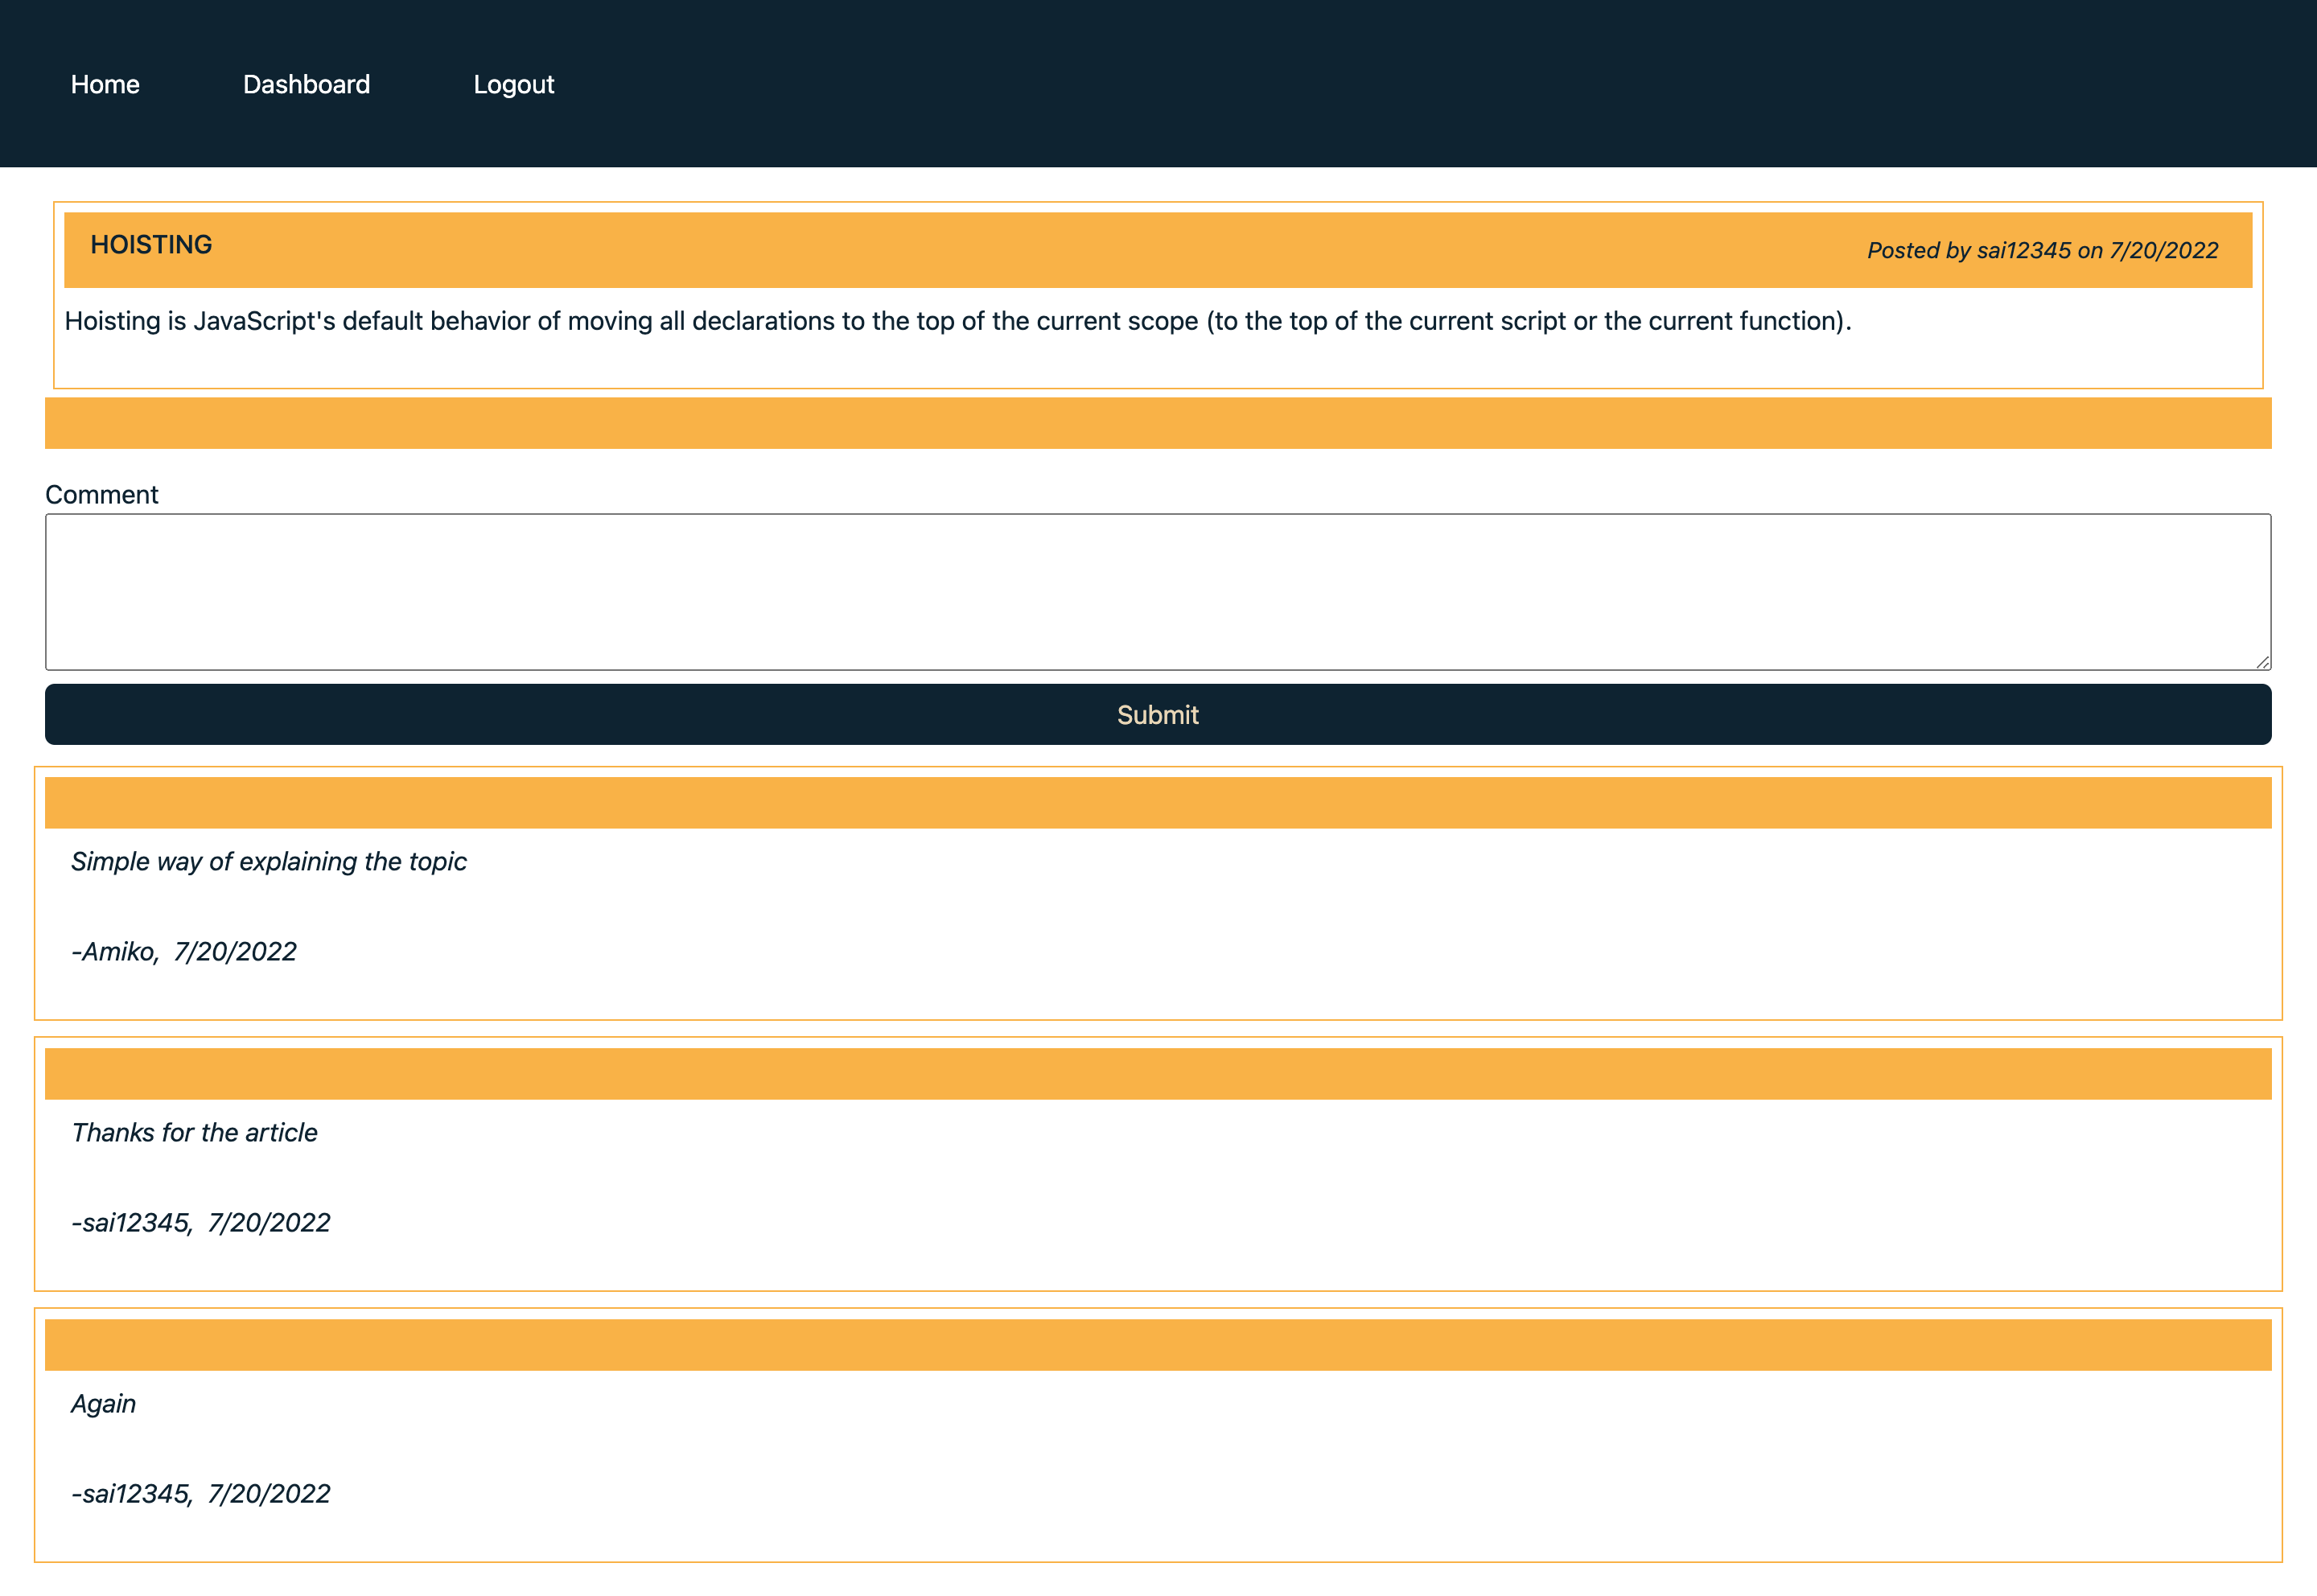 Home Dashboard Logout
HOISTING
Posted by sai12345 on 7/20/2022
Hoisting is JavaScript's default behavior of moving all declarations to the top of the current scope (to the top of the current script or the current function).
Comment
Submit
Simple way of explaining the topic
-Amiko, 7/20/2022
Thanks for the article
-sai12345, 7/20/2022
Again
-sai12345, 7/20/2022